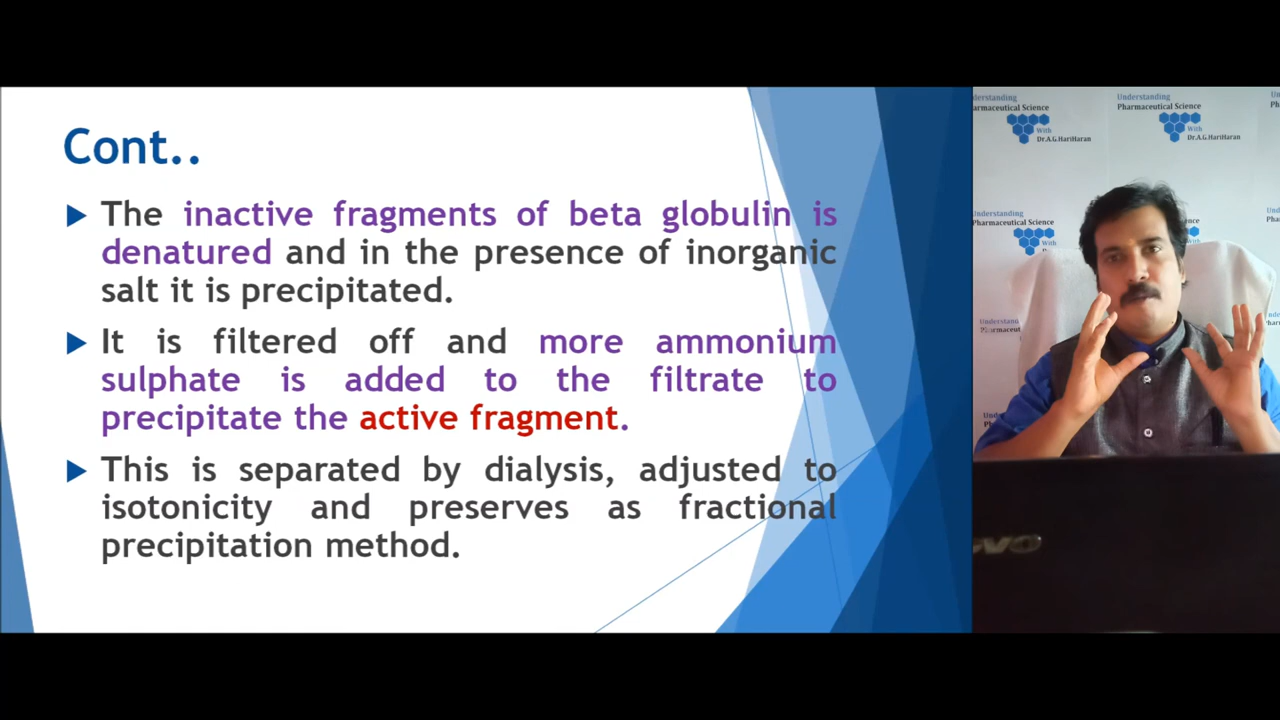 Cont..
The inactive fragments of beta globulin is
denatured and in the presence of inorganic
salt it is precipitated.
It is filtered off and more ammonium
sulphate is added to the filtrate to
precipitate the active fragment.
This is separated by dialysis, adjusted to
isotonicity and preserves as fractional
precipitation method.
Understanding
Pharmaceutical Science
With
Dr.A.G.HariHaran